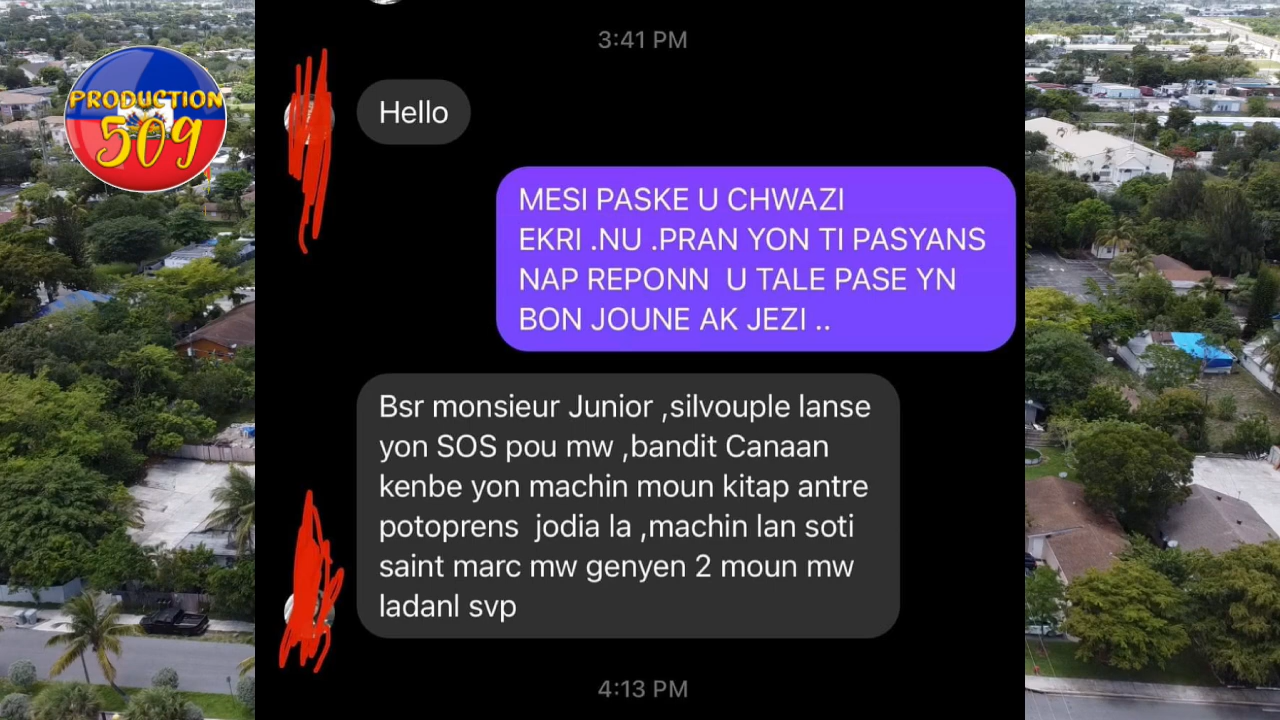 PRODUCTION
509
3:41 PM
Hello
MESI PASKE U CHWAZI
EKRI .NU .PRAN YON TI PASYANS
NAP REPONN U TALE PASE YN
BON JOUNE AK JEZI ..
Bsr monsieur Junior ,silvouple lanse
yon SOS pou mw ,bandit Canaan
kenbe yon machin moun kitap antre
potoprens jodia la ,machin lan soti
saint marc mw genyen 2 moun mw
ladanl svp
4:13 PM